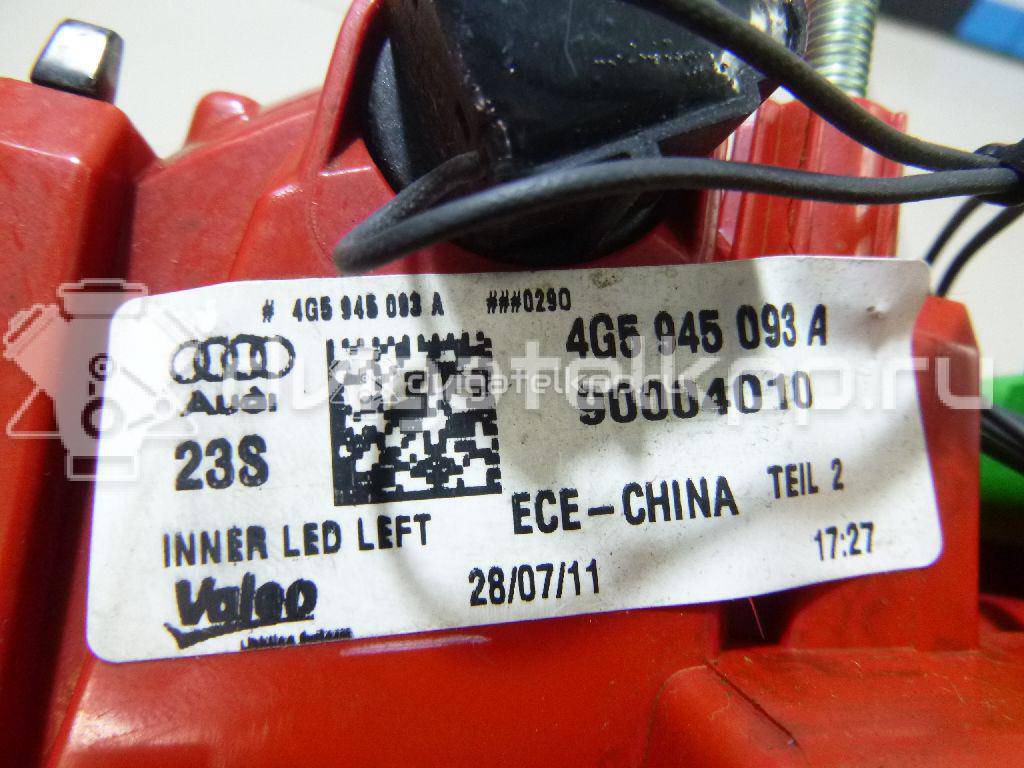 # 4G5 945 093 A ###0290
4G5 945 093 A
Audi
90004010
23S
ECE-CHINA TEIL 2
INNER LED LEFT
28/07/11 17:27
Valeo